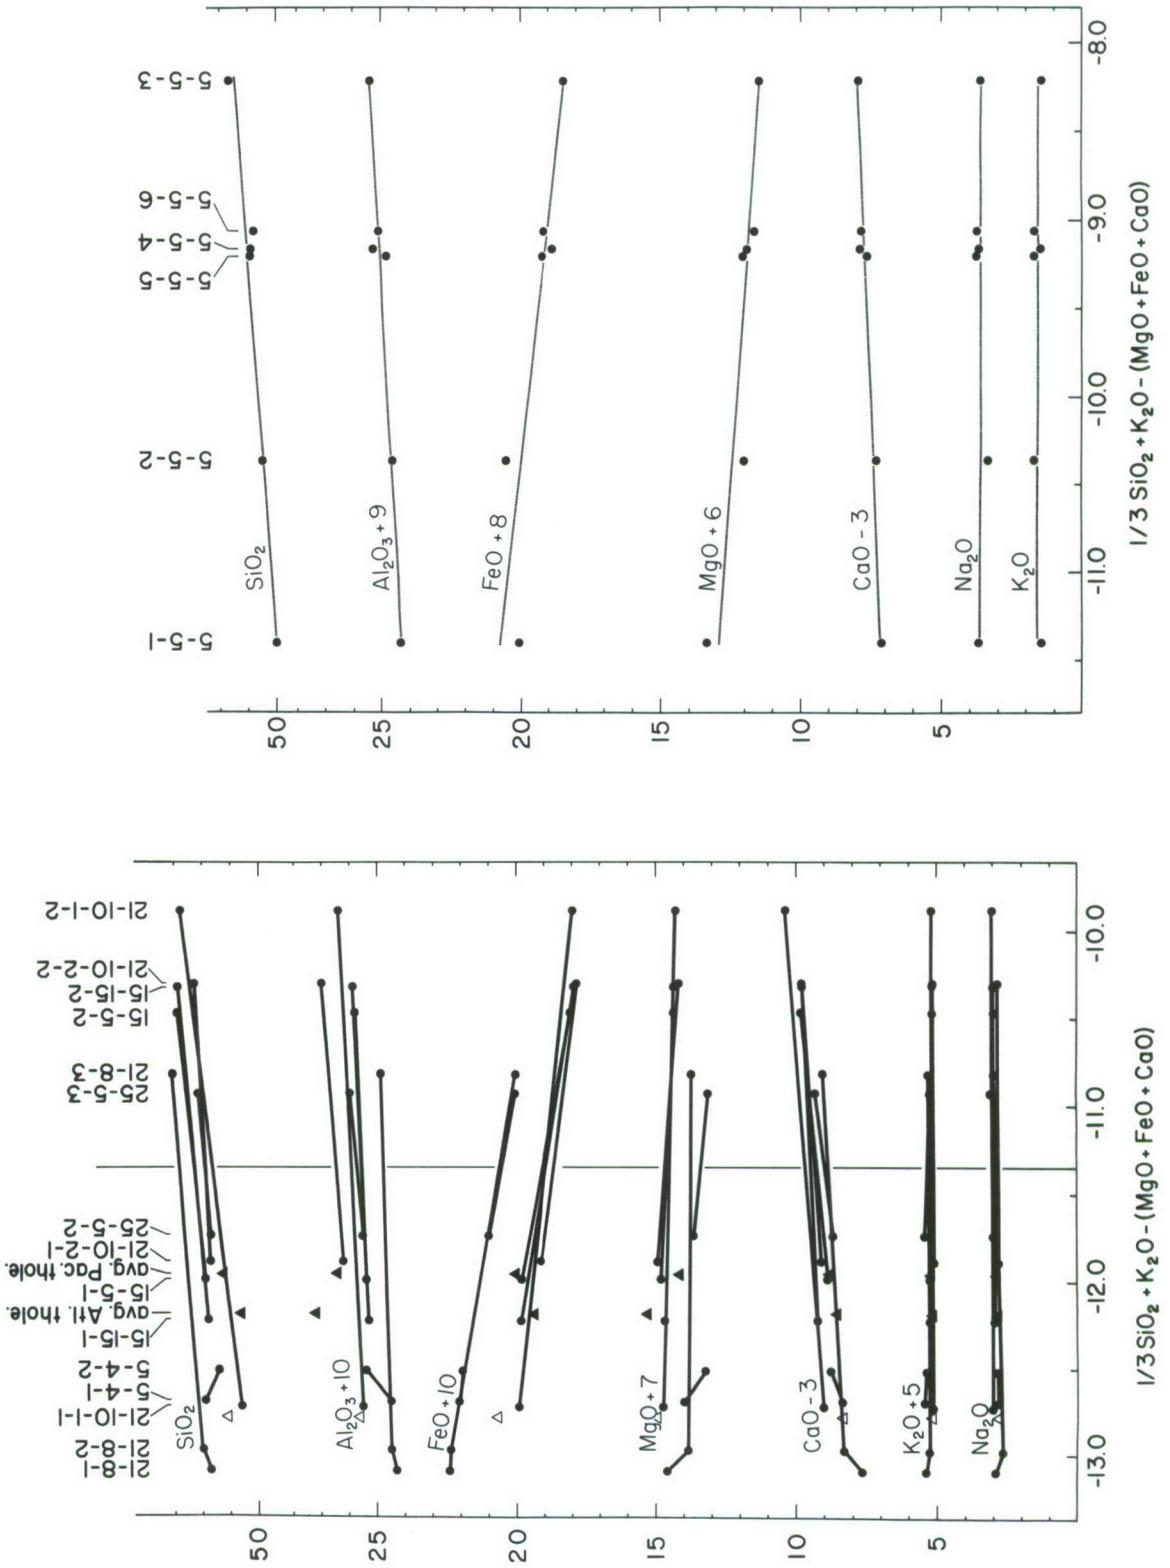 5-5-3
5-5-6
5-5-4
5-5-5
5-5-2
5-5-1
SiO₂
Al₂O₃+9
FeO+8
MgO+6
CaO-3
Na₂O
K₂O
50
25
20
15
10
5
-8.0
-9.0
-10.0
-11.0
1/3 SiO₂+K₂O-(MgO+FeO+CaO)
21-10-1-2
21-10-2-2
15-15-2
15-5-2
21-8-3
25-5-3
25-5-2
21-10-2-1
avg. Pac. thole.
15-5-1
avg. Atl. thole.
15-15-1
5-4-2
5-4-1
21-10-1-1
21-8-2
21-8-1
SiO₂
Al₂O₃+10
FeO+10
MgO+7
CaO-3
K₂O+5
Na₂O
50
25
20
15
10
5
-10.0
-11.0
-12.0
-13.0
1/3SiO₂+K₂O-(MgO+FeO+CaO)